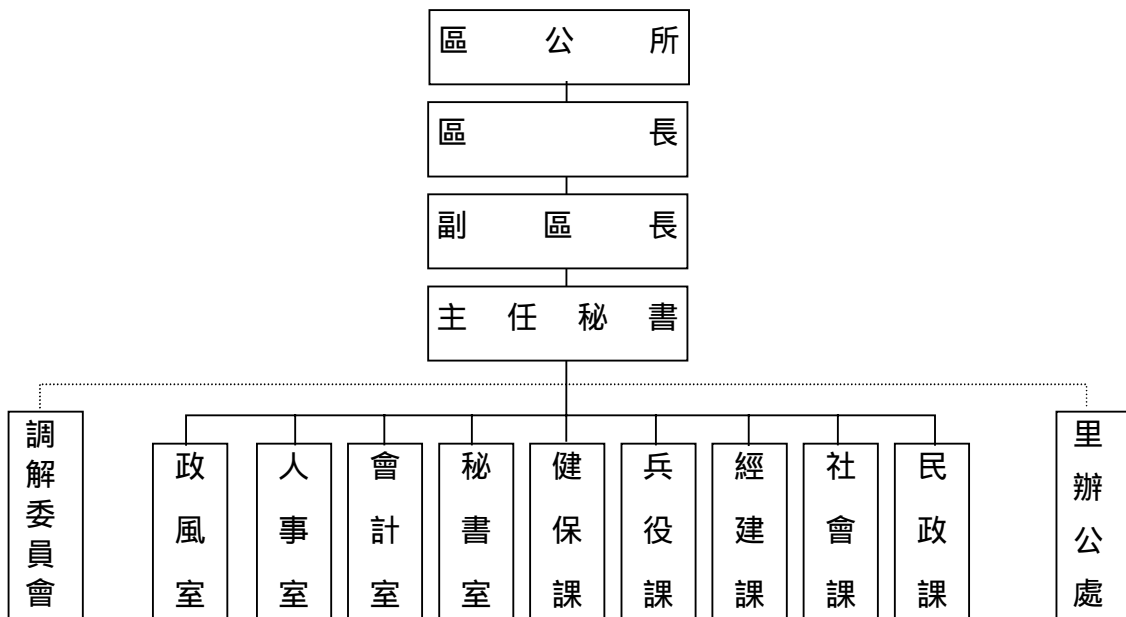 區公所
區長
副區長
主任秘書
調解委員會
政風室
人事室
會計室
秘書室
健保課
兵役課
經建課
社會課
民政課
里辦公處